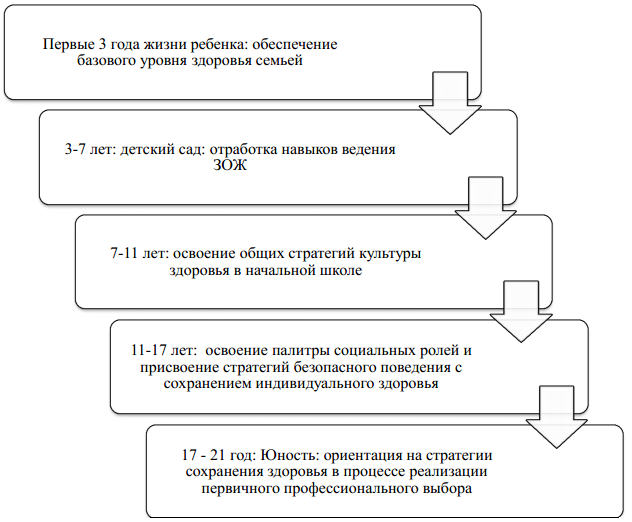 Первые 3 года жизни ребенка: обеспечение
базового уровня здоровья семьей
3-7 лет: детский сад: отработка навыков ведения
ЗОЖ
7-11 лет: освоение общих стратегий культуры
здоровья в начальной школе
11-17 лет: освоение палитры социальных ролей и
присвоение стратегий безопасного поведения с
сохранением индивидуального здоровья
17 - 21 год: Юность: ориентация на стратегии
сохранения здоровья в процессе реализации
первичного профессионального выбора